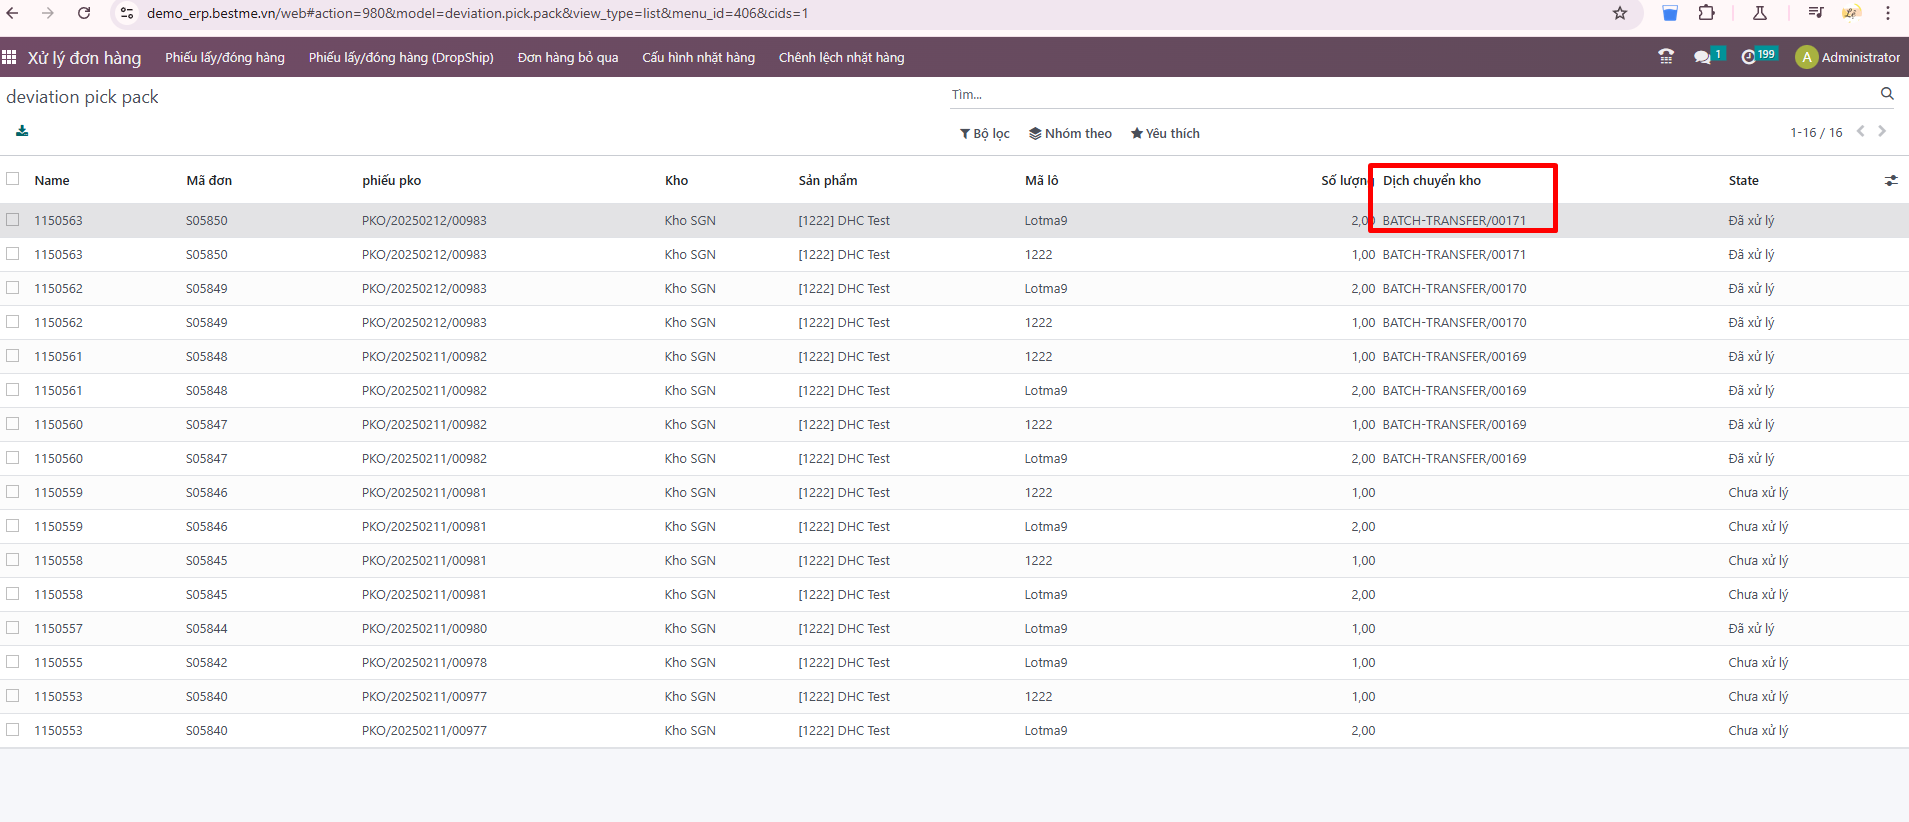 demo_erp.bestme.vn/web#action=980&model=deviation.pick.pack&view_type=list&menu_id=406&cids=1
Xử lý đơn hàng Phiếu lấy/đóng hàng Phiếu lấy/đóng hàng (DropShip) Đơn hàng bỏ qua Cấu hình nhặt hàng Chênh lệch nhặt hàng 1 199 A Administrator
deviation pick pack Tìm...
Bộ lọc Nhóm theo Yêu thích 1-16 / 16
Name Mã đơn phiếu pko Kho Sản phẩm Mã lô Số lượng Dịch chuyển kho State
1150563 S05850 PKO/20250212/00983 Kho SGN [1222] DHC Test Lotma9 2,00 BATCH-TRANSFER/00171 Đã xử lý
1150563 S05850 PKO/20250212/00983 Kho SGN [1222] DHC Test 1222 1,00 BATCH-TRANSFER/00171 Đã xử lý
1150562 S05849 PKO/20250212/00983 Kho SGN [1222] DHC Test Lotma9 2,00 BATCH-TRANSFER/00170 Đã xử lý
1150562 S05849 PKO/20250212/00983 Kho SGN [1222] DHC Test 1222 1,00 BATCH-TRANSFER/00170 Đã xử lý
1150561 S05848 PKO/20250211/00982 Kho SGN [1222] DHC Test 1222 1,00 BATCH-TRANSFER/00169 Đã xử lý
1150561 S05848 PKO/20250211/00982 Kho SGN [1222] DHC Test Lotma9 2,00 BATCH-TRANSFER/00169 Đã xử lý
1150560 S05847 PKO/20250211/00982 Kho SGN [1222] DHC Test 1222 1,00 BATCH-TRANSFER/00169 Đã xử lý
1150560 S05847 PKO/20250211/00982 Kho SGN [1222] DHC Test Lotma9 2,00 BATCH-TRANSFER/00169 Đã xử lý
1150559 S05846 PKO/20250211/00981 Kho SGN [1222] DHC Test 1222 1,00 Chưa xử lý
1150559 S05846 PKO/20250211/00981 Kho SGN [1222] DHC Test Lotma9 2,00 Chưa xử lý
1150558 S05845 PKO/20250211/00981 Kho SGN [1222] DHC Test 1222 1,00 Chưa xử lý
1150558 S05845 PKO/20250211/00981 Kho SGN [1222] DHC Test Lotma9 2,00 Chưa xử lý
1150557 S05844 PKO/20250211/00980 Kho SGN [1222] DHC Test Lotma9 1,00 Đã xử lý
1150555 S05842 PKO/20250211/00978 Kho SGN [1222] DHC Test Lotma9 1,00 Chưa xử lý
1150553 S05840 PKO/20250211/00977 Kho SGN [1222] DHC Test 1222 1,00 Chưa xử lý
1150553 S05840 PKO/20250211/00977 Kho SGN [1222] DHC Test Lotma9 2,00 Chưa xử lý